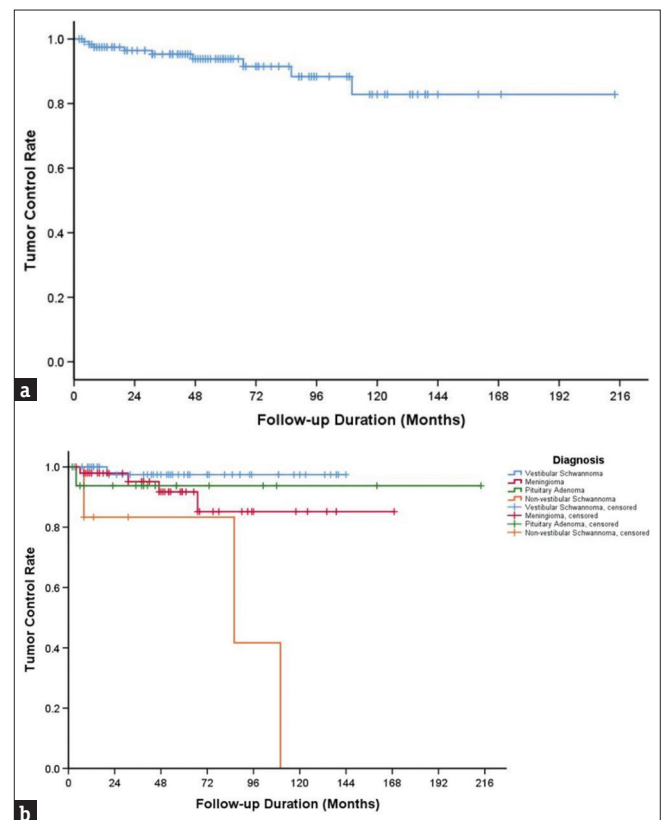 1.0
0.8
0.6
0.4
0.2
0.0
Tumor Control Rate
0 24 48 72 96 120 144 168 192 216
Follow-up Duration (Months)
a
1.0
0.8
0.6
0.4
0.2
0.0
Tumor Control Rate
0 24 48 72 96 120 144 168 192 216
Follow-up Duration (Months)
Diagnosis
Vestibular Schwannoma
Meningioma
Pituitary Adenoma
Non-vestibular Schwannoma
Vestibular Schwannoma, censored
Meningioma, censored
Pituitary Adenoma, censored
Non-vestibular Schwannoma, censored
b